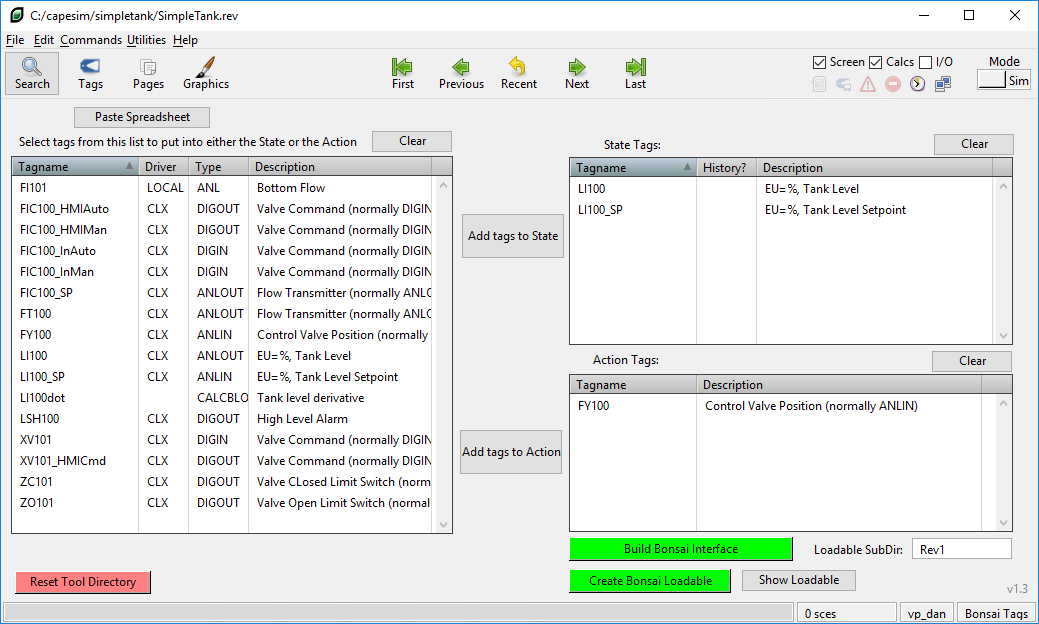 C:/capesim/simpletank/SimpleTank.rev
File Edit Commands Utilities Help
Search Tags Pages Graphics First Previous Recent Next Last
Screen Calcs I/O Mode
Sim
Paste Spreadsheet
Select tags from this list to put into either the State or the Action Clear
Tagname Driver Type Description
FI101 LOCAL ANL Bottom Flow
FIC100_HMIAuto CLX DIGOUT Valve Command (normally DIGIN
FIC100_HMIMan CLX DIGOUT Valve Command (normally DIGIN
FIC100_InAuto CLX DIGIN Valve Command (normally DIGIN
FIC100_InMan CLX DIGIN Valve Command (normally DIGIN
FIC100_SP CLX ANLOUT Flow Transmitter (normally ANLO
FT100 CLX ANLOUT Flow Transmitter (normally ANLO
FY100 CLX ANLIN Control Valve Position (normally
LI100 CLX ANLOUT EU=%, Tank Level
LI100_SP CLX ANLIN EU=%, Tank Level Setpoint
LI100dot CALCBLO Tank level derivative
LSH100 CLX DIGOUT High Level Alarm
XV101 CLX DIGIN Valve Command (normally DIGIN
XV101_HMICmd CLX DIGOUT Valve Command (normally DIGIN
ZC101 CLX DIGOUT Valve CLosed Limit Switch (norm
ZO101 CLX DIGOUT Valve Open Limit Switch (normal
Reset Tool Directory
Add tags to State
Add tags to Action
State Tags: Clear
Tagname History? Description
LI100 EU=%, Tank Level
LI100_SP EU=%, Tank Level Setpoint
Action Tags: Clear
Tagname Description
FY100 Control Valve Position (normally ANLIN)
Build Bonsai Interface Loadable SubDir: Rev1
Create Bonsai Loadable Show Loadable
v1.3
0 sces vp_dan Bonsai Tags